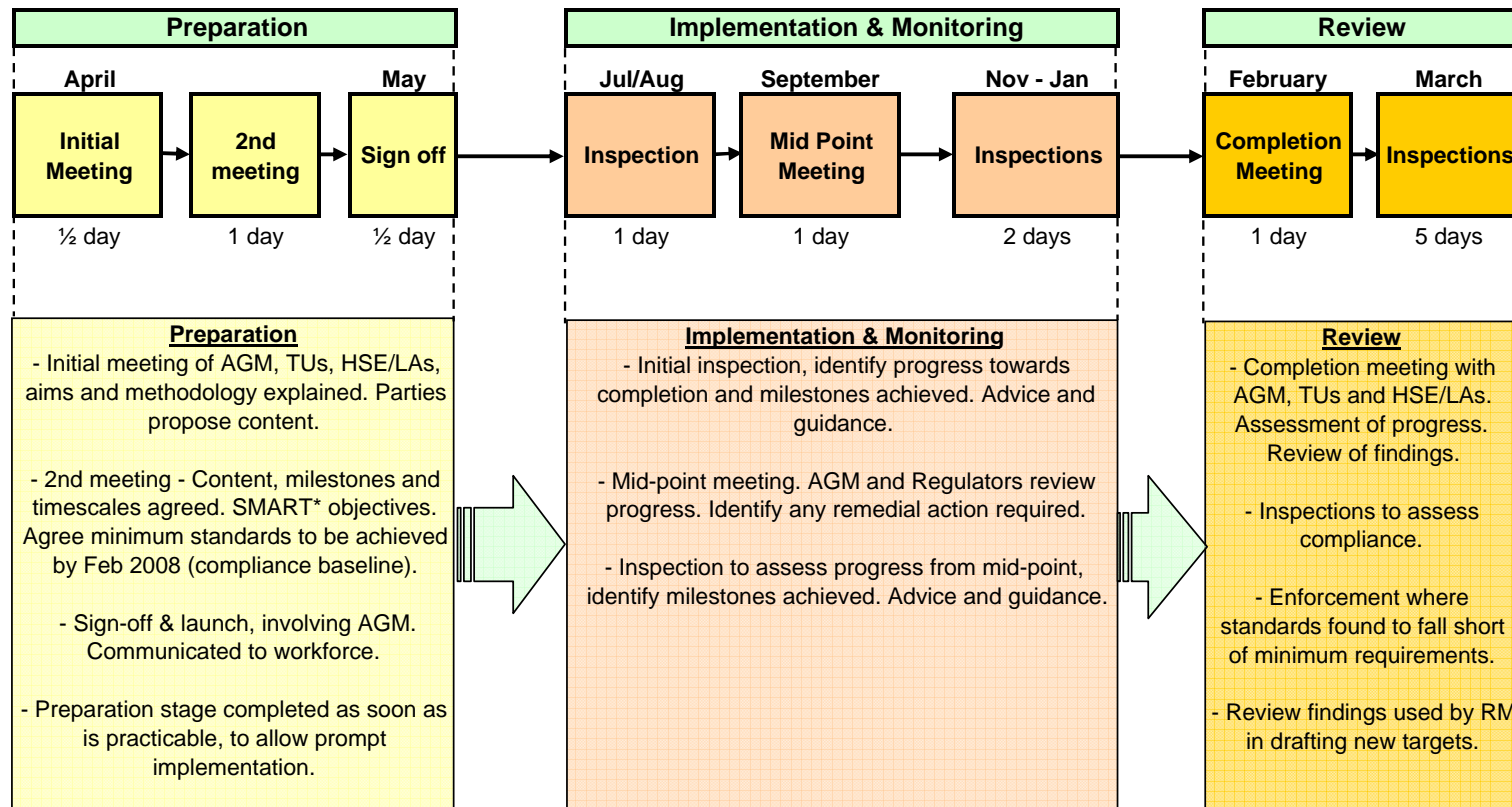 Preparation
Implementation & Monitoring
Review
April
May
Jul/Aug
September
Nov - Jan
February
March
Initial
Meeting
2nd
meeting
Sign off
Inspection
Mid Point
Meeting
Inspections
Completion
Meeting
Inspections
½ day
1 day
½ day
1 day
1 day
2 days
1 day
5 days
Preparation
- Initial meeting of AGM, TUs, HSE/LAs,
aims and methodology explained. Parties
propose content.
- 2nd meeting - Content, milestones and
timescales agreed. SMART* objectives.
Agree minimum standards to be achieved
by Feb 2008 (compliance baseline).
- Sign-off & launch, involving AGM.
Communicated to workforce.
- Preparation stage completed as soon as
is practicable, to allow prompt
implementation.
Implementation & Monitoring
- Initial inspection, identify progress towards
completion and milestones achieved. Advice and
guidance.
- Mid-point meeting. AGM and Regulators review
progress. Identify any remedial action required.
- Inspection to assess progress from mid-point,
identify milestones achieved. Advice and guidance.
Review
- Completion meeting with
AGM, TUs and HSE/LAs.
Assessment of progress.
Review of findings.
- Inspections to assess
compliance.
- Enforcement where
standards found to fall short
of minimum requirements.
- Review findings used by RM
in drafting new targets.